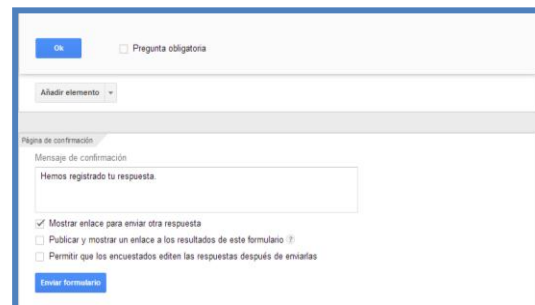 Ok
Pregunta obligatoria
Añadir elemento
Página de confirmación
Mensaje de confirmación
Hemos registrado tu respuesta.
Mostrar enlace para enviar otra respuesta
Publicar y mostrar un enlace a los resultados de este formulario ?
Permitir que los encuestados editen las respuestas después de enviarlas
Enviar formulario